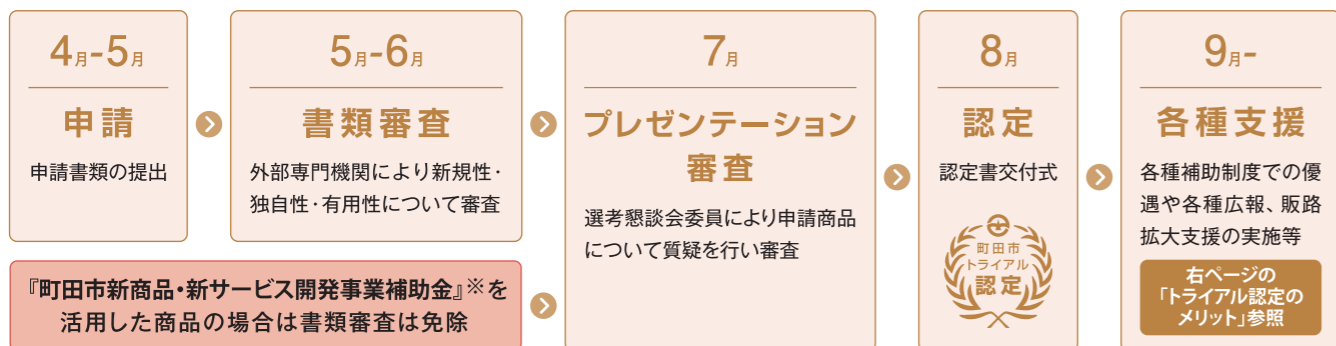 4月-5月
申請
申請書類の提出
5月-6月
書類審査
外部専門機関により新規性・
独自性・有用性について審査
『町田市新商品・新サービス開発事業補助金』※を
活用した商品の場合は書類審査は免除
7月
プレゼンテーション
審査
選考懇談会委員により申請商品
について質疑を行い審査
8月
認定
認定書交付式
町田市
トライアル
認定
9月-
各種支援
各種補助制度での優
遇や各種広報、販路
拡大支援の実施等
右ページの
「トライアル認定の
メリット」参照